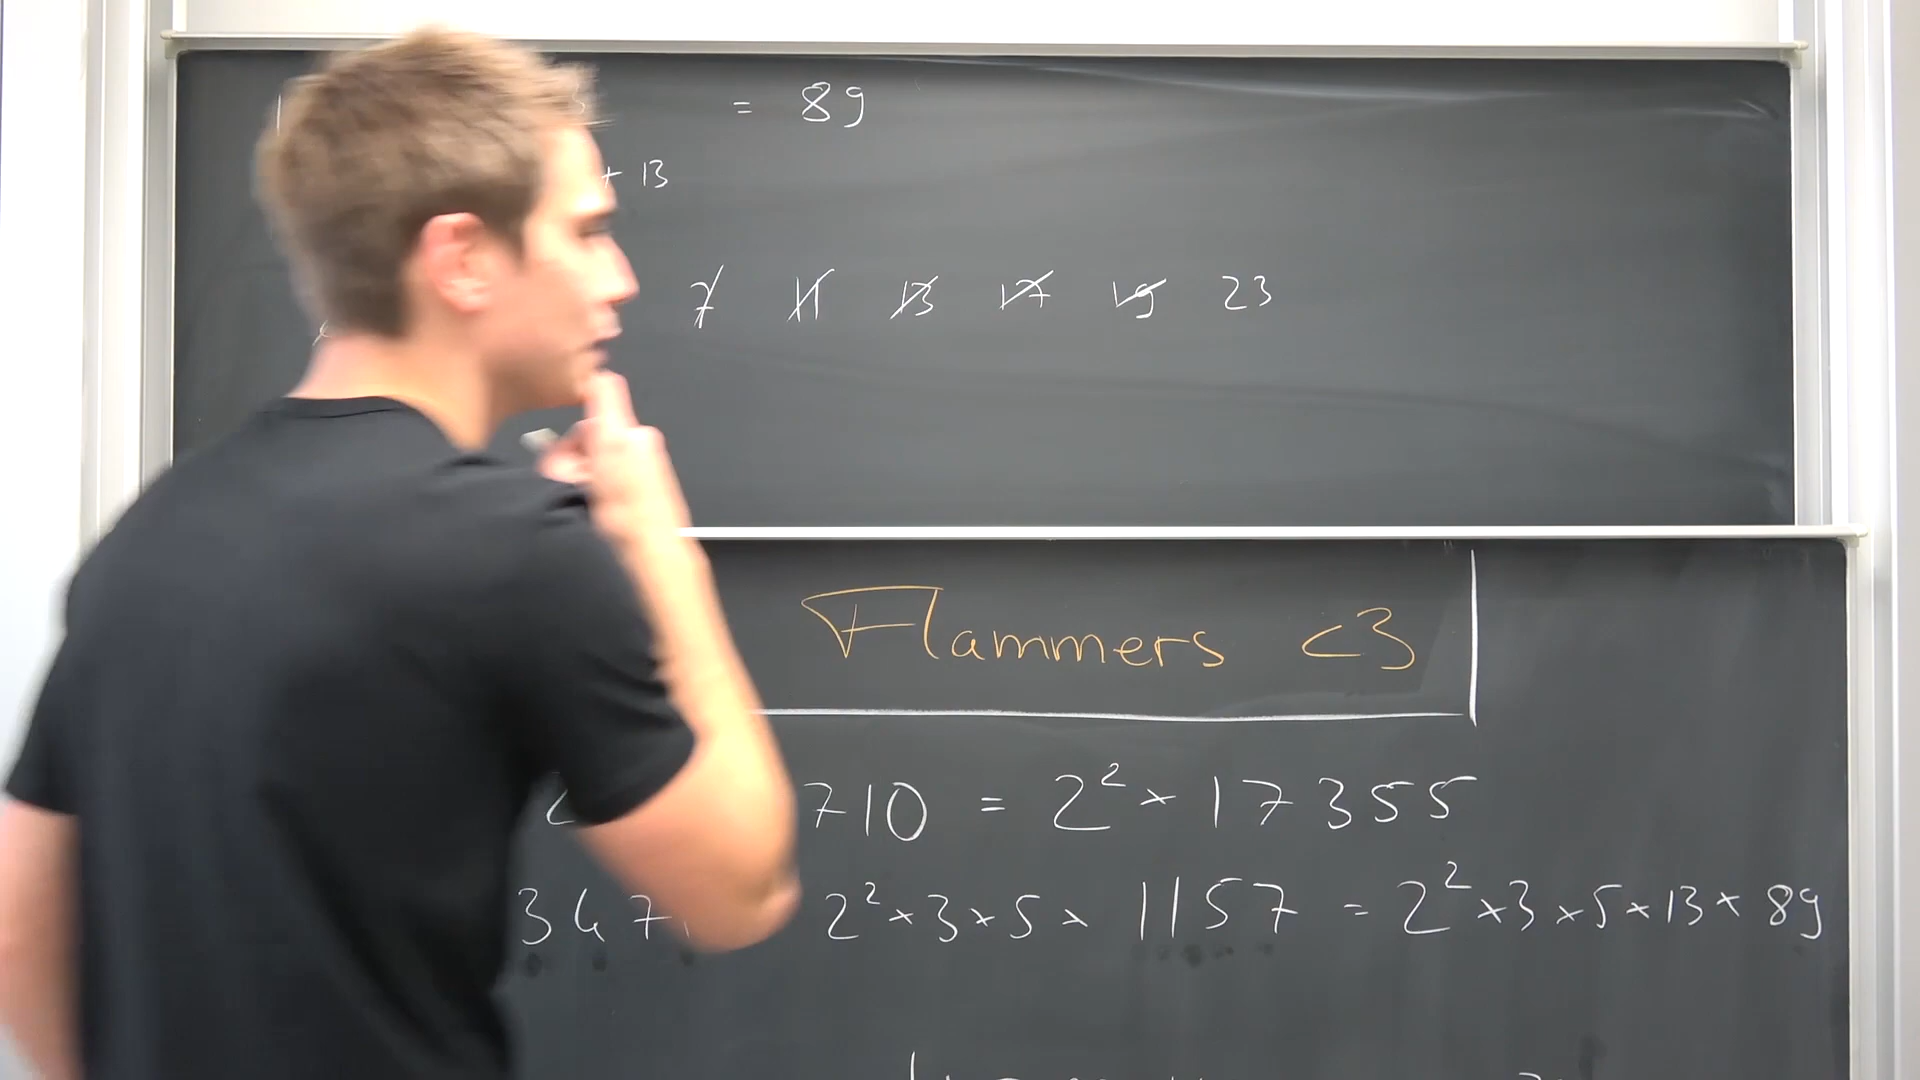 = 89
+ 13
7 11 13 17 19 23
Flammers <3
710 = 2² × 17355
3471 2² × 3 × 5 × 1157 = 2² × 3 × 5 × 13 × 89